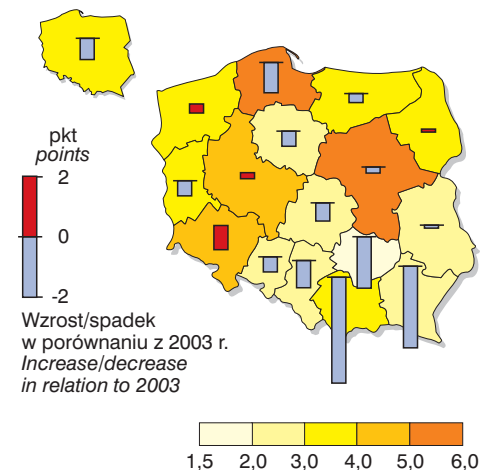 pkt
points
2
0
-2
Wzrost/spadek
w porównaniu z 2003 r.
Increase/decrease
in relation to 2003
1,5 2,0 3,0 4,0 5,0 6,0